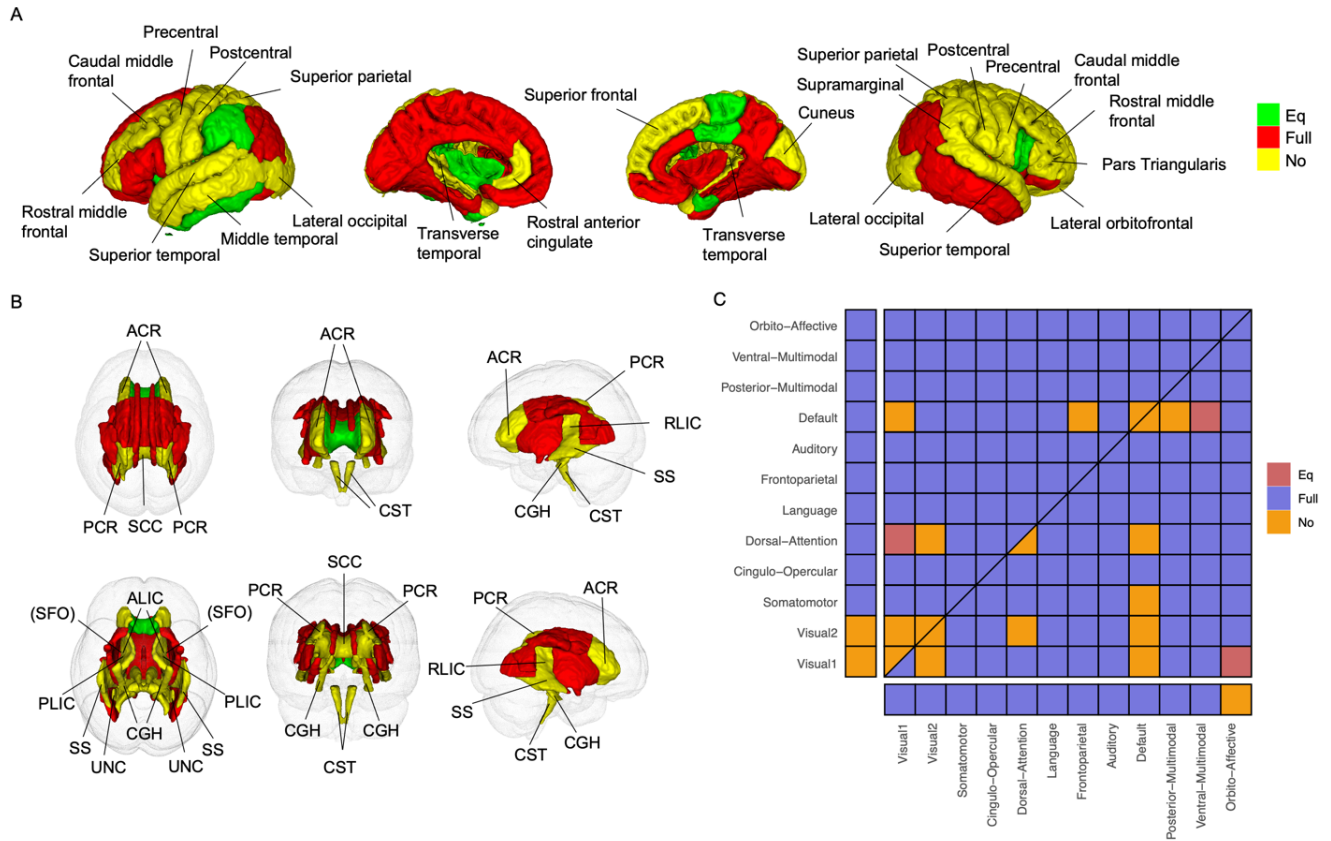 A
Precentral
Postcentral
Caudal middle
frontal
Superior parietal
Rostral middle
frontal
Superior temporal
Middle temporal
Lateral occipital
Transverse
temporal
Rostral anterior
cingulate
Superior frontal
Cuneus
Transverse
temporal
Superior parietal
Postcentral
Supramarginal
Precentral
Caudal middle
frontal
Rostral middle
frontal
Pars Triangularis
Lateral orbitofrontal
Lateral occipital
Superior temporal
Eq
Full
No
B
ACR
PCR
SCC
PCR
ACR
CST
ACR
PCR
RLIC
SS
CGH
CST
(SFO)
ALIC
(SFO)
PLIC
PLIC
SS
CGH
SS
UNC
UNC
SCC
PCR
PCR
CGH
CGH
CST
PCR
ACR
RLIC
SS
CST
CGH
C
Orbito-Affective
Ventral-Multimodal
Posterior-Multimodal
Default
Auditory
Frontoparietal
Language
Dorsal-Attention
Cingulo-Opercular
Somatomotor
Visual2
Visual1
Visual1
Visual2
Somatomotor
Cingulo-Opercular
Dorsal-Attention
Language
Frontoparietal
Auditory
Default
Posterior-Multimodal
Ventral-Multimodal
Orbito-Affective
Eq
Full
No